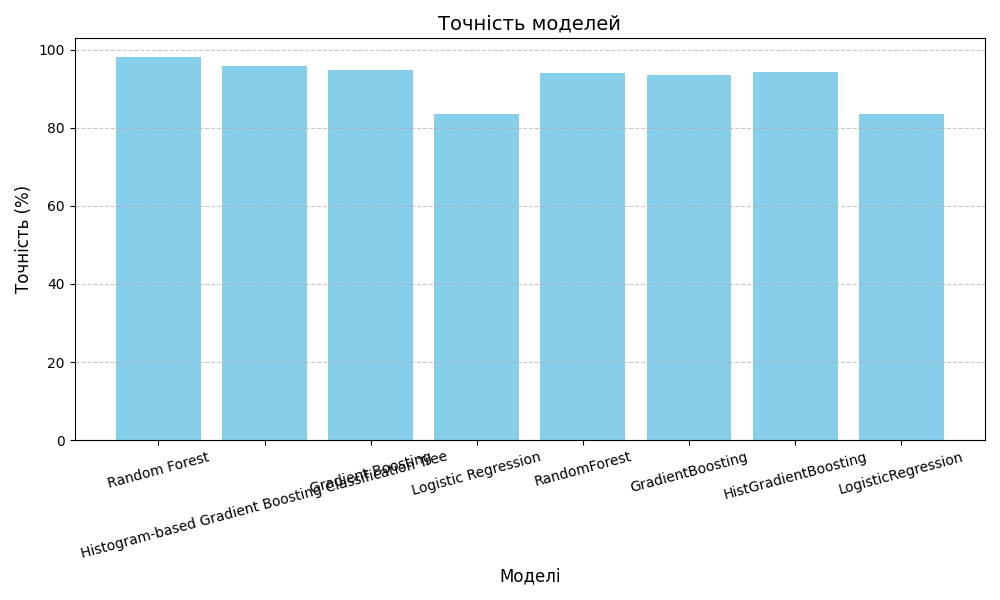 Точність моделей
Точність (%)
100
80
60
40
20
0
Random Forest
Histogram-based Gradient Boosting Classification Tree
Gradient Boosting
Logistic Regression
RandomForest
GradientBoosting
HistGradientBoosting
LogisticRegression
Моделі